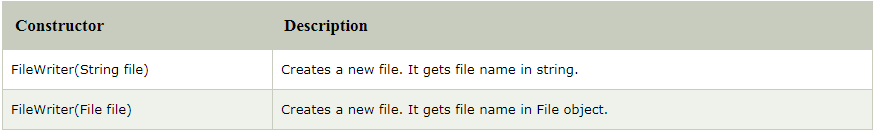 Constructor Description
FileWriter(String file) Creates a new file. It gets file name in string.
FileWriter(File file) Creates a new file. It gets file name in File object.